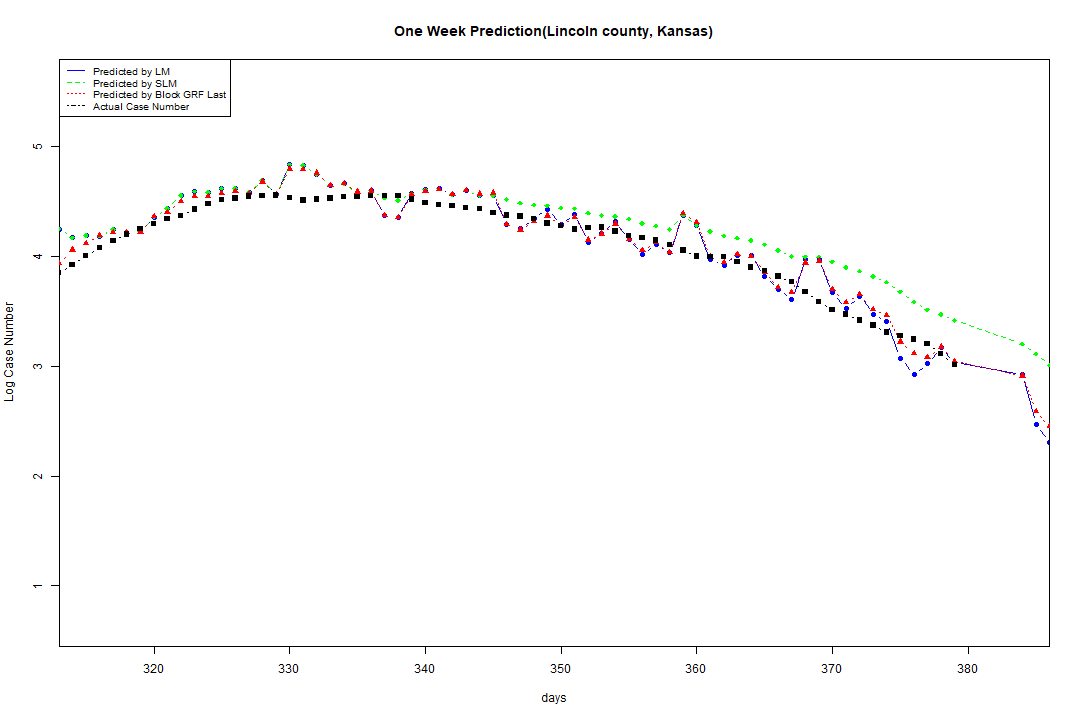 One Week Prediction(Lincoln county, Kansas)
Predicted by LM
Predicted by SLM
Predicted by Block GRF Last
Actual Case Number
5
4
3
2
1
Log Case Number
320 330 340 350 360 370 380
days